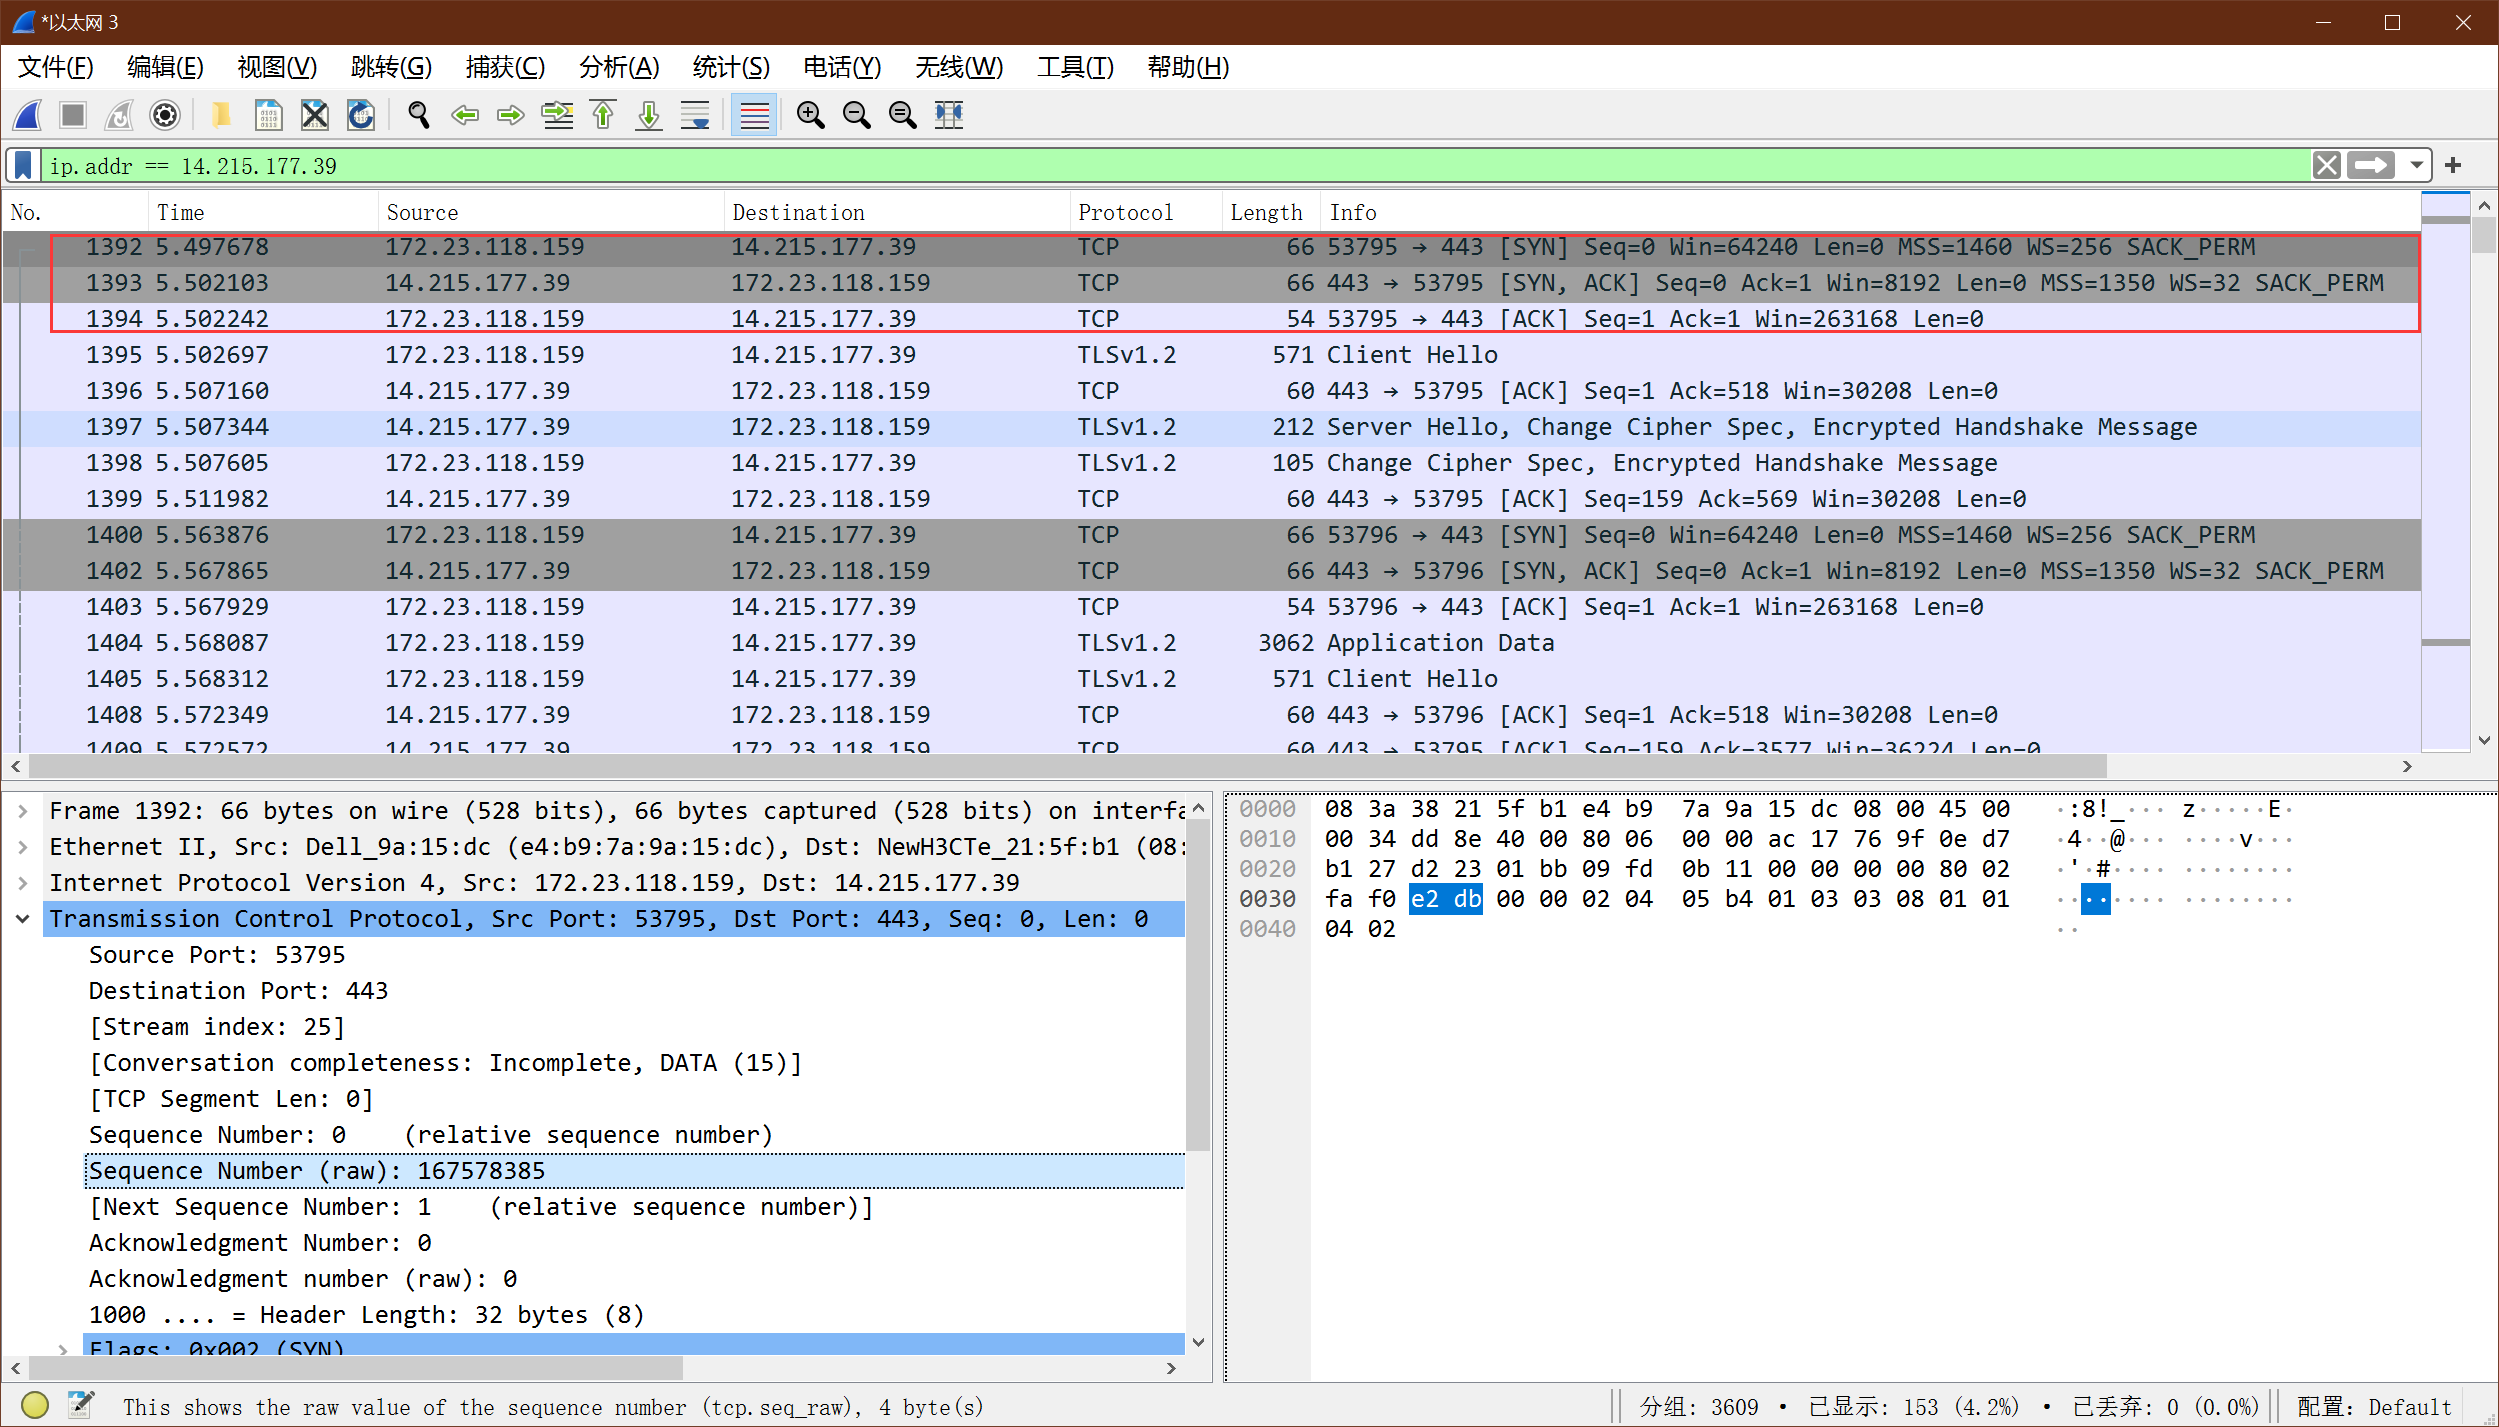 *以太网 3
文件(F) 编辑(E) 视图(V) 跳转(G) 捕获(C) 分析(A) 统计(S) 电话(Y) 无线(W) 工具(T) 帮助(H)
ip.addr == 14.215.177.39
No. Time Source Destination Protocol Length Info
1392 5.497678 172.23.118.159 14.215.177.39 TCP 66 53795 → 443 [SYN] Seq=0 Win=64240 Len=0 MSS=1460 WS=256 SACK_PERM
1393 5.502103 14.215.177.39 172.23.118.159 TCP 66 443 → 53795 [SYN, ACK] Seq=0 Ack=1 Win=8192 Len=0 MSS=1350 WS=32 SACK_PERM
1394 5.502242 172.23.118.159 14.215.177.39 TCP 54 53795 → 443 [ACK] Seq=1 Ack=1 Win=263168 Len=0
1395 5.502697 172.23.118.159 14.215.177.39 TLSv1.2 571 Client Hello
1396 5.507160 14.215.177.39 172.23.118.159 TCP 60 443 → 53795 [ACK] Seq=1 Ack=518 Win=30208 Len=0
1397 5.507344 14.215.177.39 172.23.118.159 TLSv1.2 212 Server Hello, Change Cipher Spec, Encrypted Handshake Message
1398 5.507605 172.23.118.159 14.215.177.39 TLSv1.2 105 Change Cipher Spec, Encrypted Handshake Message
1399 5.511982 14.215.177.39 172.23.118.159 TCP 60 443 → 53795 [ACK] Seq=159 Ack=569 Win=30208 Len=0
1400 5.563876 172.23.118.159 14.215.177.39 TCP 66 53796 → 443 [SYN] Seq=0 Win=64240 Len=0 MSS=1460 WS=256 SACK_PERM
1402 5.567865 14.215.177.39 172.23.118.159 TCP 66 443 → 53796 [SYN, ACK] Seq=0 Ack=1 Win=8192 Len=0 MSS=1350 WS=32 SACK_PERM
1403 5.567929 172.23.118.159 14.215.177.39 TCP 54 53796 → 443 [ACK] Seq=1 Ack=1 Win=263168 Len=0
1404 5.568087 172.23.118.159 14.215.177.39 TLSv1.2 3062 Application Data
1405 5.568312 172.23.118.159 14.215.177.39 TLSv1.2 571 Client Hello
1408 5.572349 14.215.177.39 172.23.118.159 TCP 60 443 → 53796 [ACK] Seq=1 Ack=518 Win=30208 Len=0
1409 5.572572 14.215.177.39 172.23.118.159 TCP 60 443 → 53795 [ACK] Seq=159 Ack=3577 Win=36224 Len=0
Frame 1392: 66 bytes on wire (528 bits), 66 bytes captured (528 bits) on interfa
Ethernet II, Src: Dell_9a:15:dc (e4:b9:7a:9a:15:dc), Dst: NewH3CTe_21:5f:b1 (08:
Internet Protocol Version 4, Src: 172.23.118.159, Dst: 14.215.177.39
Transmission Control Protocol, Src Port: 53795, Dst Port: 443, Seq: 0, Len: 0
Source Port: 53795
Destination Port: 443
[Stream index: 25]
[Conversation completeness: Incomplete, DATA (15)]
[TCP Segment Len: 0]
Sequence Number: 0 (relative sequence number)
Sequence Number (raw): 167578385
[Next Sequence Number: 1 (relative sequence number)]
Acknowledgment Number: 0
Acknowledgment number (raw): 0
1000 .... = Header Length: 32 bytes (8)
Flags: 0x002 (SYN)
0000 08 3a 38 21 5f b1 e4 b9 7a 9a 15 dc 08 00 45 00 ·:8!_··· z·····E·
0010 00 34 dd 8e 40 00 80 06 00 00 ac 17 76 9f 0e d7 ·4··@··· ····v···
0020 b1 27 d2 23 01 bb 09 fd 0b 11 00 00 00 00 80 02 ·'·#···· ········
0030 fa f0 e2 db 00 00 02 04 05 b4 01 03 03 08 01 01 ········ ········
0040 04 02 ··
This shows the raw value of the sequence number (tcp.seq_raw), 4 byte(s)
分组: 3609 · 已显示: 153 (4.2%) · 已丢弃: 0 (0.0%)
配置: Default